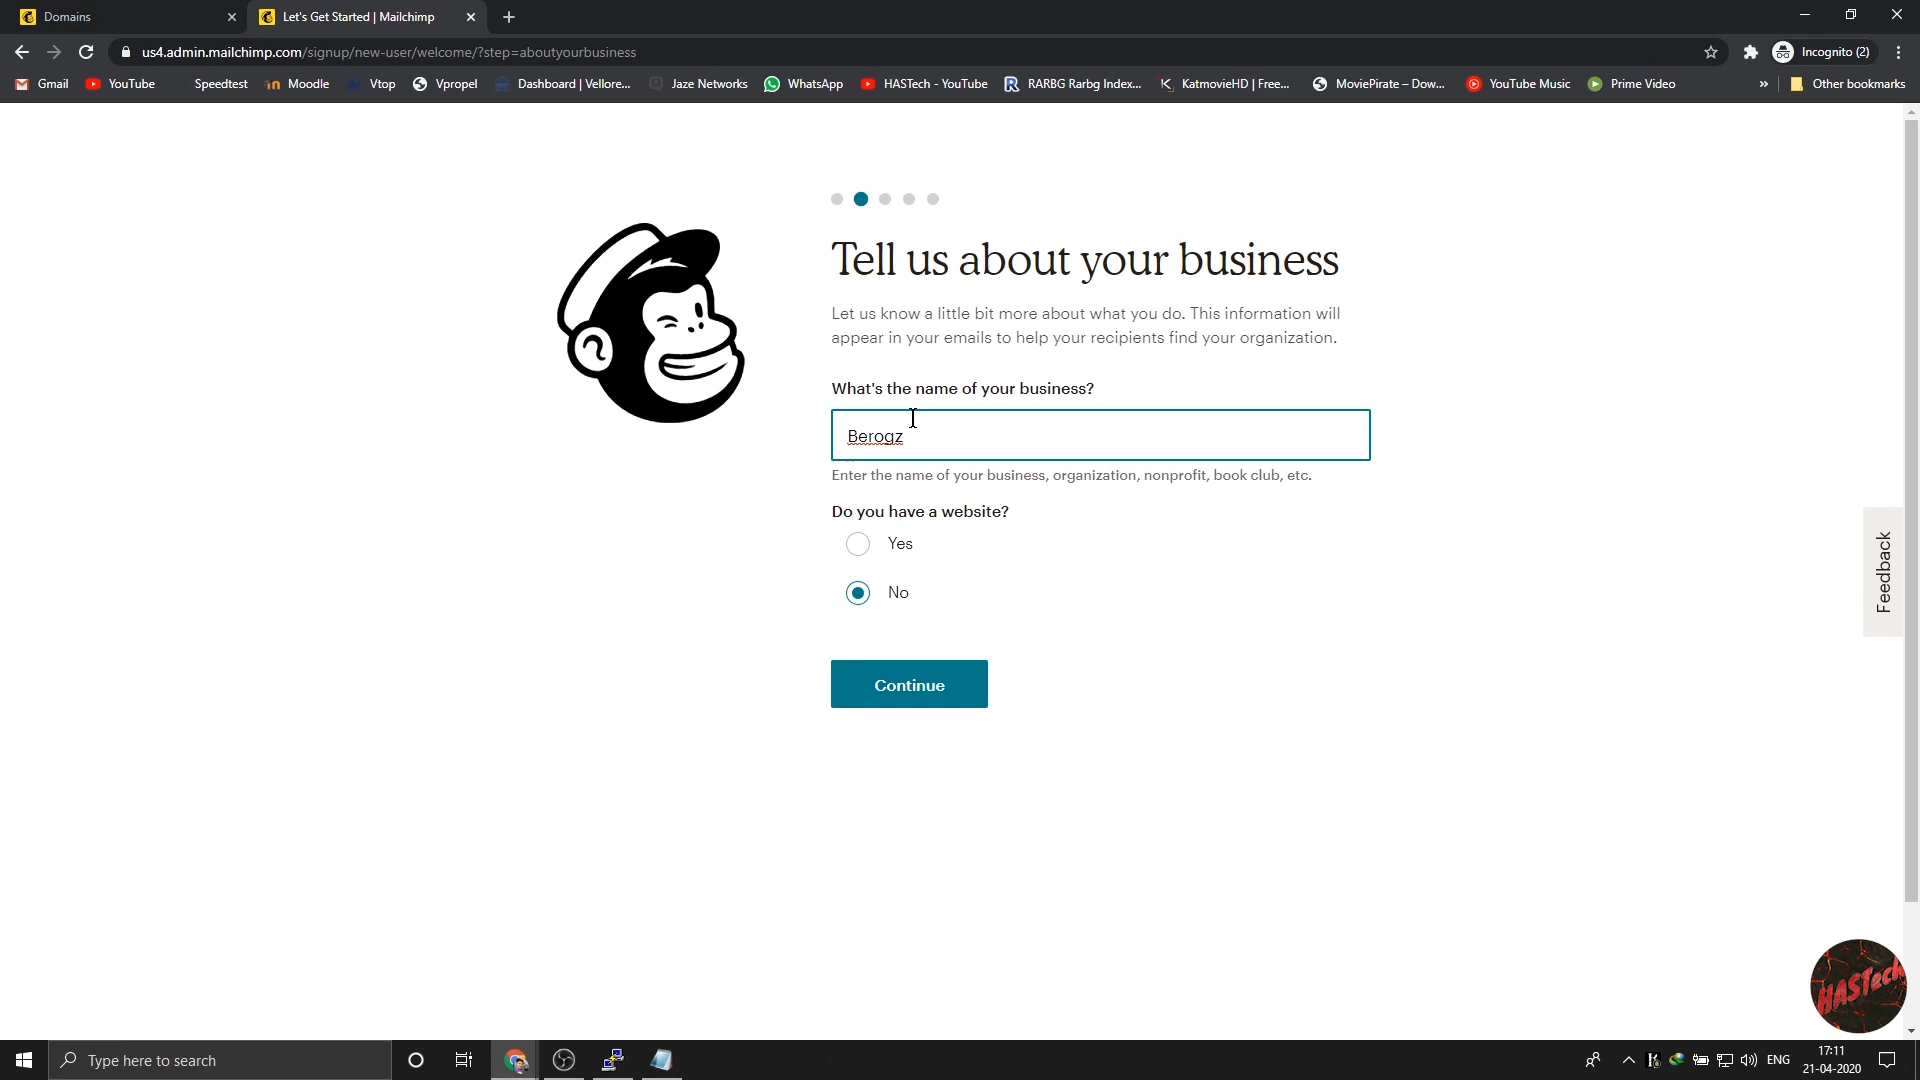 Domains
Let's Get Started | Mailchimp
us4.admin.mailchimp.com/signup/new-user/welcome/?step=aboutyourbusiness
Incognito (2)
Gmail
YouTube
Speedtest
Moodle
Vtop
Vpropel
Dashboard | Vellore...
Jaze Networks
WhatsApp
HASTech - YouTube
RARBG Rarbg Index...
KatmovieHD | Free...
MoviePirate – Dow...
YouTube Music
Prime Video
»
Other bookmarks
Tell us about your business
Let us know a little bit more about what you do. This information will
appear in your emails to help your recipients find your organization.
What's the name of your business?
Berogz
Enter the name of your business, organization, nonprofit, book club, etc.
Do you have a website?
Yes
No
Continue
Feedback
HASTech
Type here to search
ENG
17:11
21-04-2020